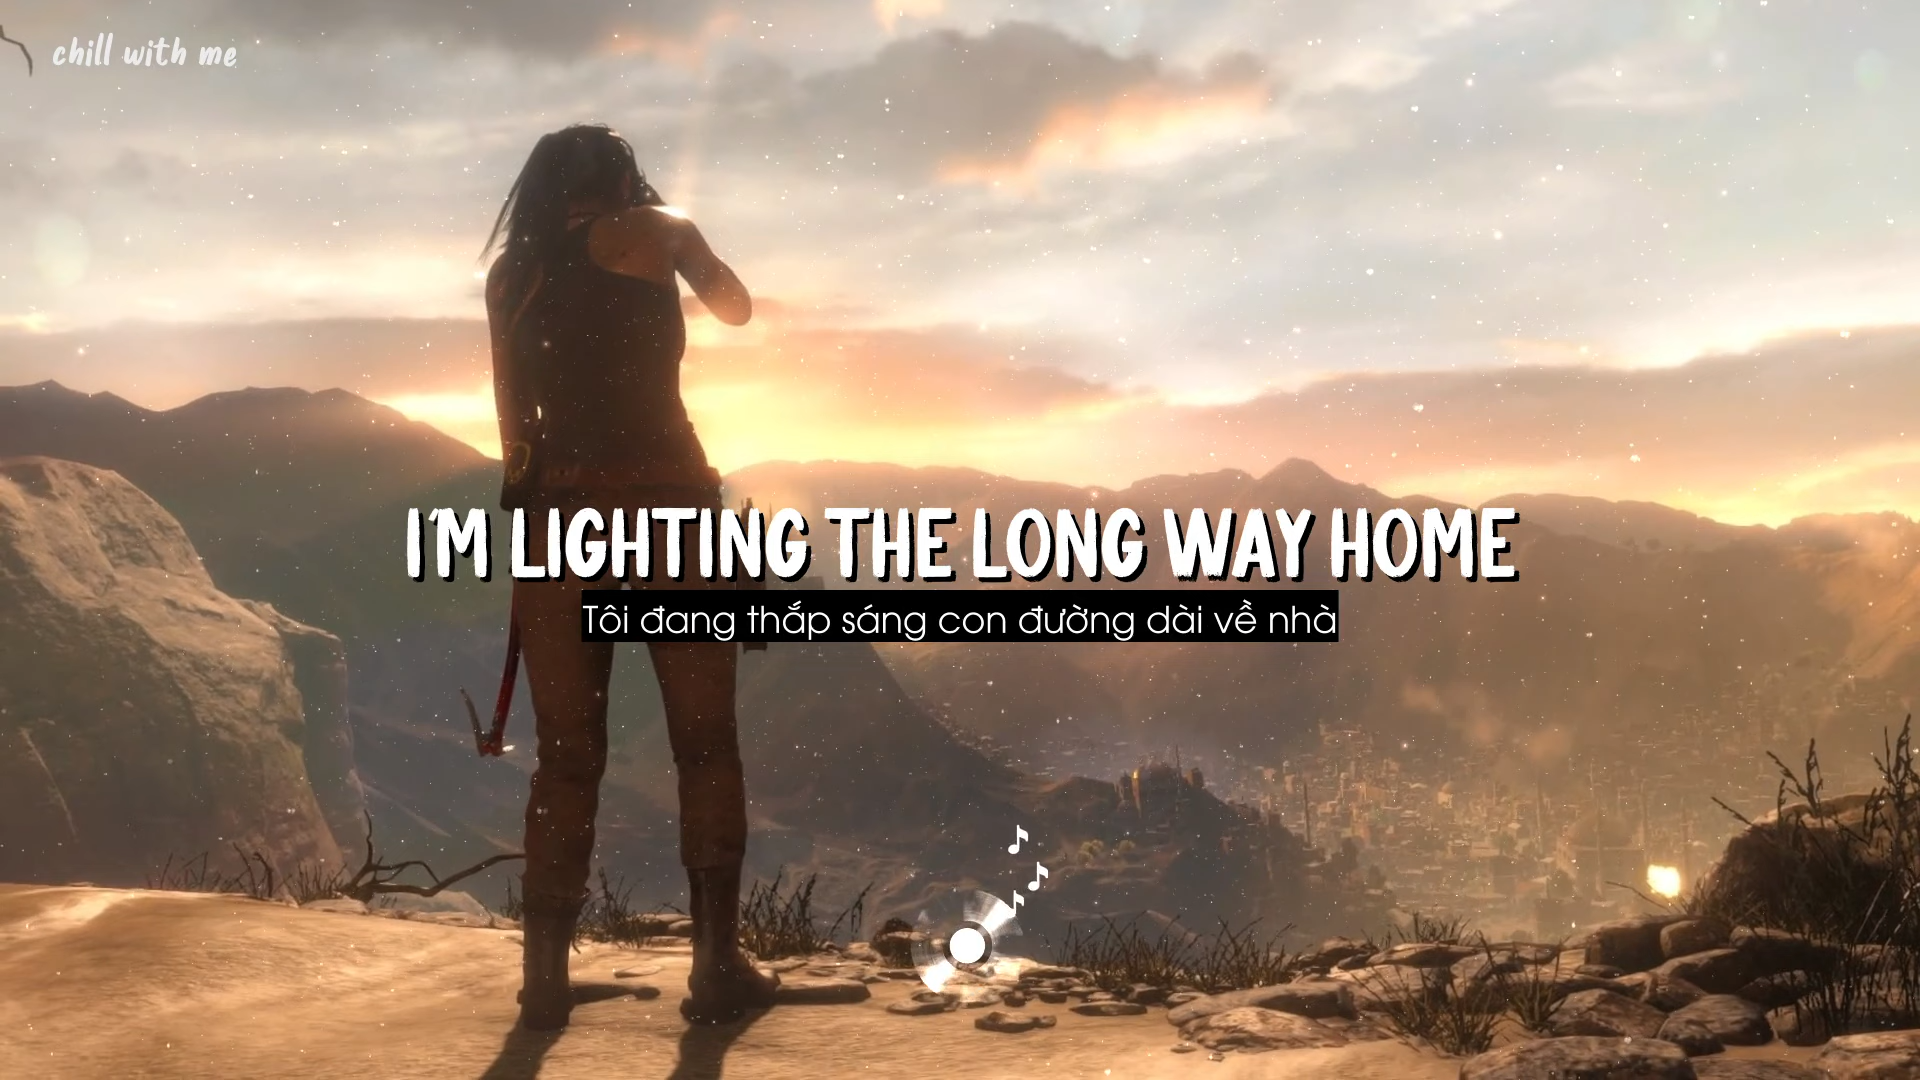 chill with me
I'M LIGHTING THE LONG WAY HOME
Tôi đang thắp sáng con đường dài về nhà